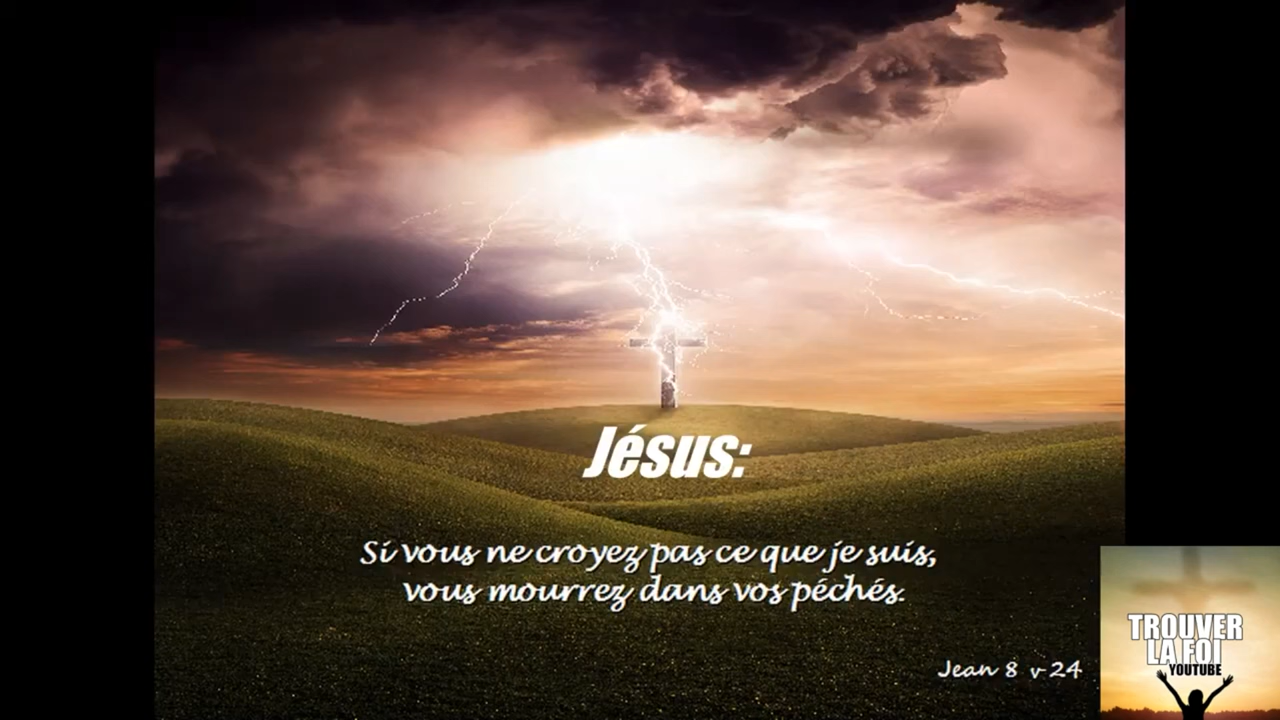 Jésus:
Si vous ne croyez pas ce que je suis,
vous mourrez dans vos péchés.
Jean 8 v 24
TROUVER
LA FOI
YOUTUBE